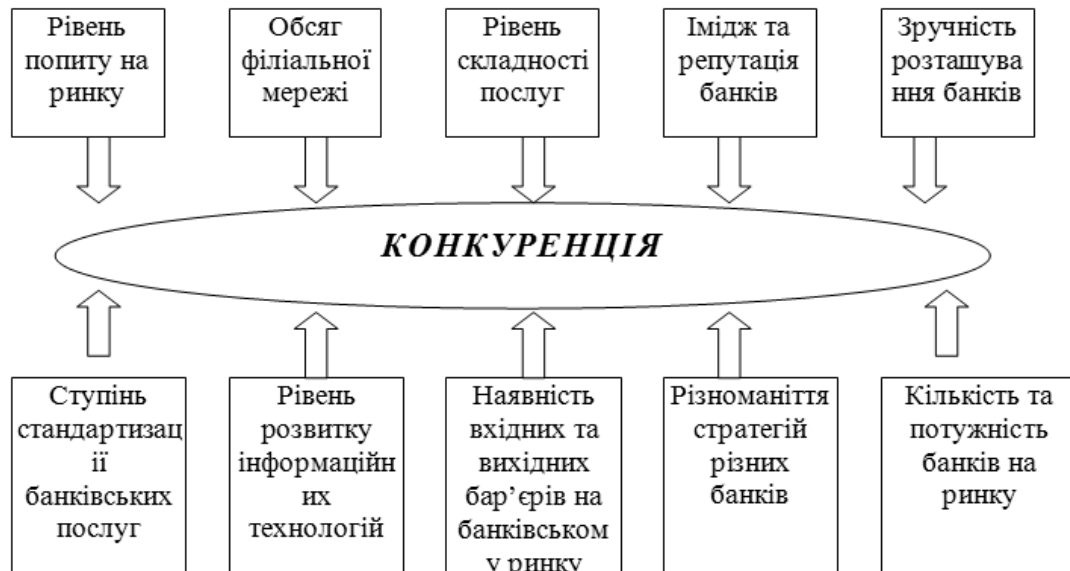 Рівень
попиту на
ринку
Обсяг
філіальної
мережі
Рівень
складності
послуг
Імідж та
репутація
банків
Зручність
розташува
ння банків
КОНКУРЕНЦІЯ
Ступінь
стандартизац
ії
банківських
послуг
Рівень
розвитку
інформаційн
их
технологій
Наявність
вхідних та
вихідних
бар’єрів на
банківськом
у ринку
Різноманіття
стратегій
різних
банків
Кількість та
потужність
банків на
ринку